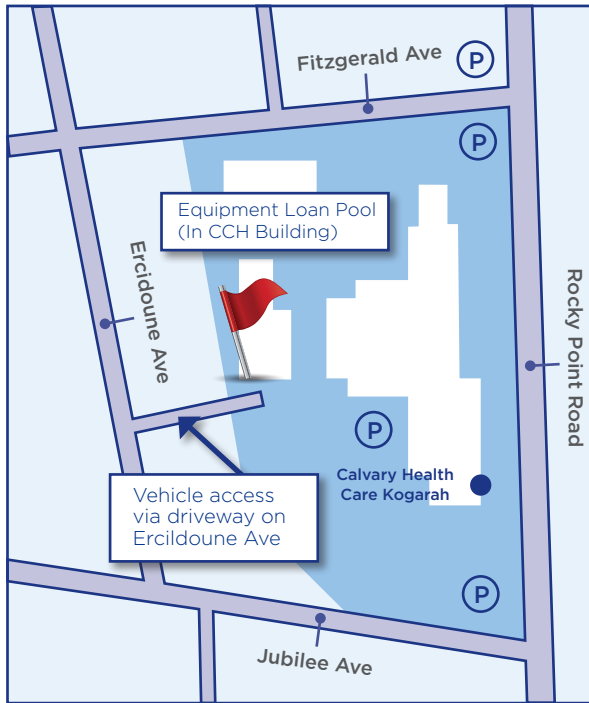 Fitzgerald Ave
P
P
Equipment Loan Pool
(In CCH Building)
Ercidoune Ave
Rocky Point Road
P
Calvary Health
Care Kogarah
Vehicle access
via driveway on
Ercildoune Ave
P
Jubilee Ave